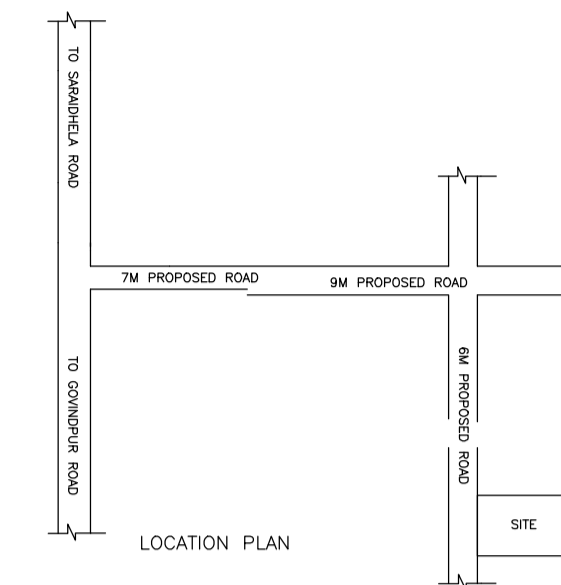 TO SARAIDHELA ROAD
7M PROPOSED ROAD
9M PROPOSED ROAD
TO GOVINDPUR ROAD
6M PROPOSED ROAD
SITE
LOCATION PLAN